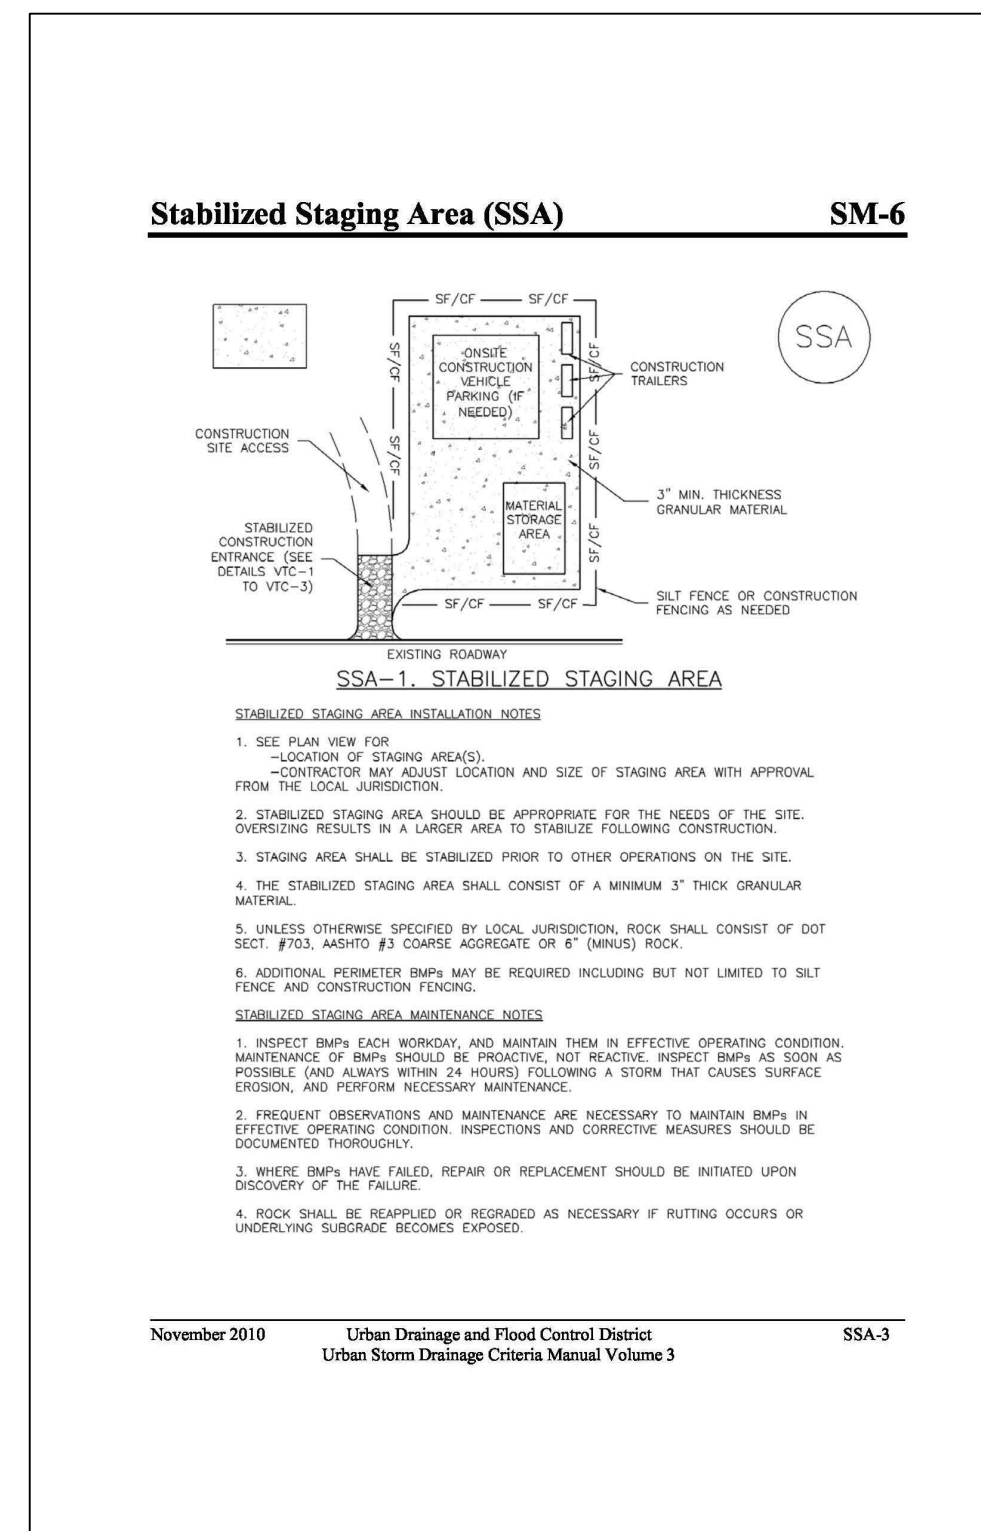 Stabilized Staging Area (SSA) SM-6
SF/CF SF/CF
SSA
ONSITE
CONSTRUCTION
VEHICLE
PARKING (IF
NEEDED)
SF/CF
SF/CF
CONSTRUCTION
TRAILERS
CONSTRUCTION
SITE ACCESS
SF/CF
SF/CF
3" MIN. THICKNESS
GRANULAR MATERIAL
MATERIAL
STORAGE
AREA
STABILIZED
CONSTRUCTION
ENTRANCE (SEE
DETAILS VTC-1
TO VTC-3)
SF/CF
SILT FENCE OR CONSTRUCTION
FENCING AS NEEDED
SF/CF SF/CF
EXISTING ROADWAY
SSA-1. STABILIZED STAGING AREA
STABILIZED STAGING AREA INSTALLATION NOTES
1. SEE PLAN VIEW FOR
-LOCATION OF STAGING AREA(S).
-CONTRACTOR MAY ADJUST LOCATION AND SIZE OF STAGING AREA WITH APPROVAL
FROM THE LOCAL JURISDICTION.
2. STABILIZED STAGING AREA SHOULD BE APPROPRIATE FOR THE NEEDS OF THE SITE.
OVERSIZING RESULTS IN A LARGER AREA TO STABILIZE FOLLOWING CONSTRUCTION.
3. STAGING AREA SHALL BE STABILIZED PRIOR TO OTHER OPERATIONS ON THE SITE.
4. THE STABILIZED STAGING AREA SHALL CONSIST OF A MINIMUM 3" THICK GRANULAR
MATERIAL.
5. UNLESS OTHERWISE SPECIFIED BY LOCAL JURISDICTION, ROCK SHALL CONSIST OF DOT
SECT. #703, AASHTO #3 COARSE AGGREGATE OR 6" (MINUS) ROCK.
6. ADDITIONAL PERIMETER BMPs MAY BE REQUIRED INCLUDING BUT NOT LIMITED TO SILT
FENCE AND CONSTRUCTION FENCING.
STABILIZED STAGING AREA MAINTENANCE NOTES
1. INSPECT BMPs EACH WORKDAY, AND MAINTAIN THEM IN EFFECTIVE OPERATING CONDITION.
MAINTENANCE OF BMPs SHOULD BE PROACTIVE, NOT REACTIVE. INSPECT BMPs AS SOON AS
POSSIBLE (AND ALWAYS WITHIN 24 HOURS) FOLLOWING A STORM THAT CAUSES SURFACE
EROSION, AND PERFORM NECESSARY MAINTENANCE.
2. FREQUENT OBSERVATIONS AND MAINTENANCE ARE NECESSARY TO MAINTAIN BMPs IN
EFFECTIVE OPERATING CONDITION. INSPECTIONS AND CORRECTIVE MEASURES SHOULD BE
DOCUMENTED THOROUGHLY.
3. WHERE BMPs HAVE FAILED, REPAIR OR REPLACEMENT SHOULD BE INITIATED UPON
DISCOVERY OF THE FAILURE.
4. ROCK SHALL BE REAPPLIED OR REGRADED AS NECESSARY IF RUTTING OCCURS OR
UNDERLYING SUBGRADE BECOMES EXPOSED.
November 2010 Urban Drainage and Flood Control District SSA-3
Urban Storm Drainage Criteria Manual Volume 3